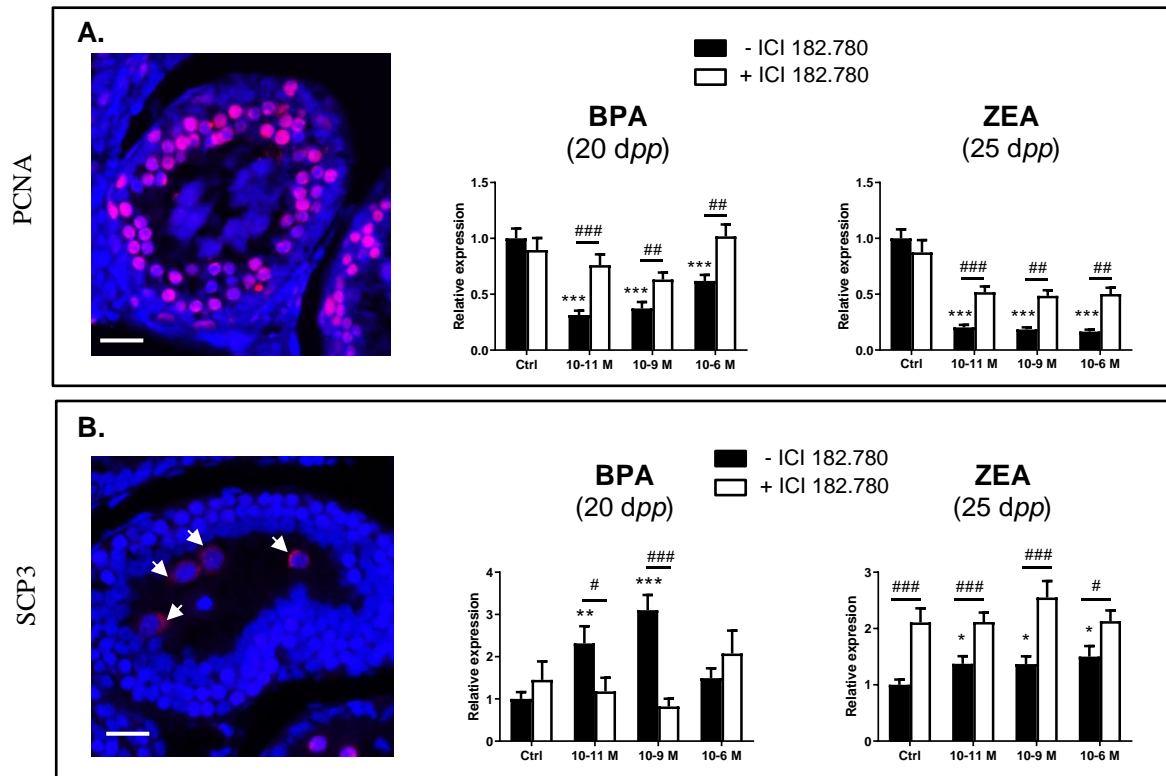 A.
PCNA
- ICI 182.780
+ ICI 182.780
BPA
(20 dpp)
1.5
1.0
0.5
0.0
Relative expression
***
###
***
##
***
##
Ctrl
10-11 M
10-9 M
10-6 M
ZEA
(25 dpp)
1.5
1.0
0.5
0.0
Relative expression
***
###
***
##
***
##
Ctrl
10-11 M
10-9 M
10-6 M
B.
SCP3
- ICI 182.780
+ ICI 182.780
BPA
(20 dpp)
4
3
2
1
0
Relative expression
**
#
***
###
Ctrl
10-11 M
10-9 M
10-6 M
ZEA
(25 dpp)
3
2
1
0
Relative expression
###
*
###
*
###
*
#
Ctrl
10-11 M
10-9 M
10-6 M